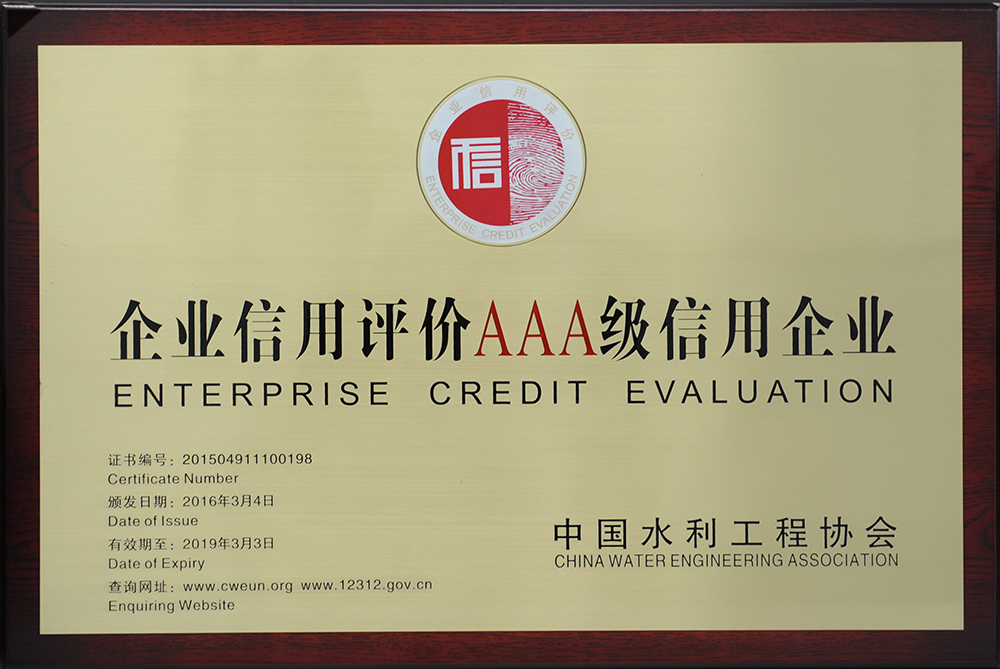 企业信用评价
信
ENTERPRISE CREDIT EVALUATION
企业信用评价AAA级信用企业
ENTERPRISE CREDIT EVALUATION
证书编号：201504911100198
Certificate Number
颁发日期：2016年3月4日
Date of Issue
有效期至：2019年3月3日
Date of Expiry
查询网址：www.cweun.org www.12312.gov.cn
Enquiring Website
中国水利工程协会
CHINA WATER ENGINEERING ASSOCIATION